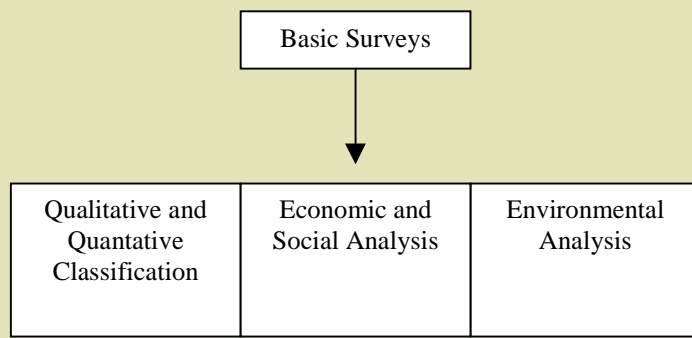 Basic Surveys
Qualitative and
Quantative
Classification
Economic and
Social Analysis
Environmental
Analysis